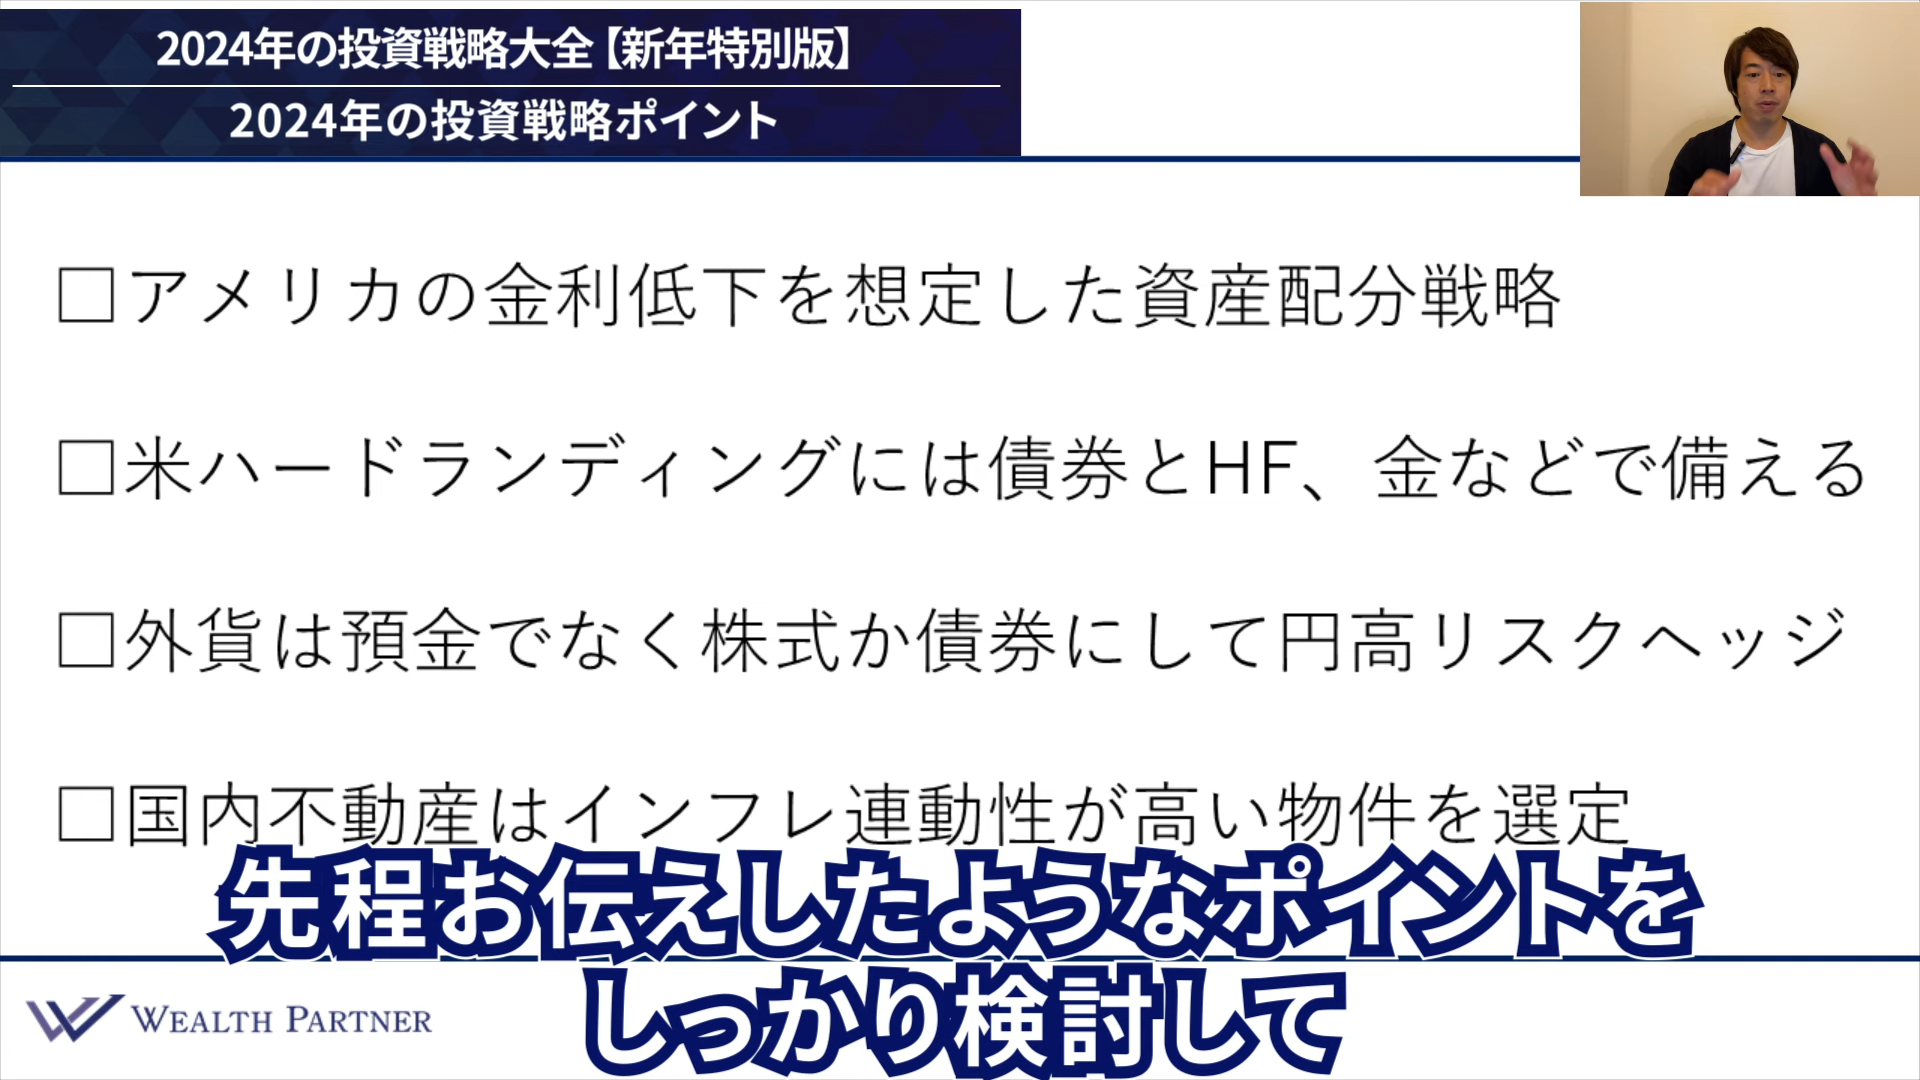 2024年の投資戦略大全【新年特別版】
2024年の投資戦略ポイント
□アメリカの金利低下を想定した資産配分戦略
□米ハードランディングには債券とHF、金などで備える
□外貨は預金でなく株式か債券にして円高リスクヘッジ
□国内不動産はインフレ連動性が高い物件を選定
先程お伝えしたようなポイントを
しっかり検討して
WEALTH PARTNER